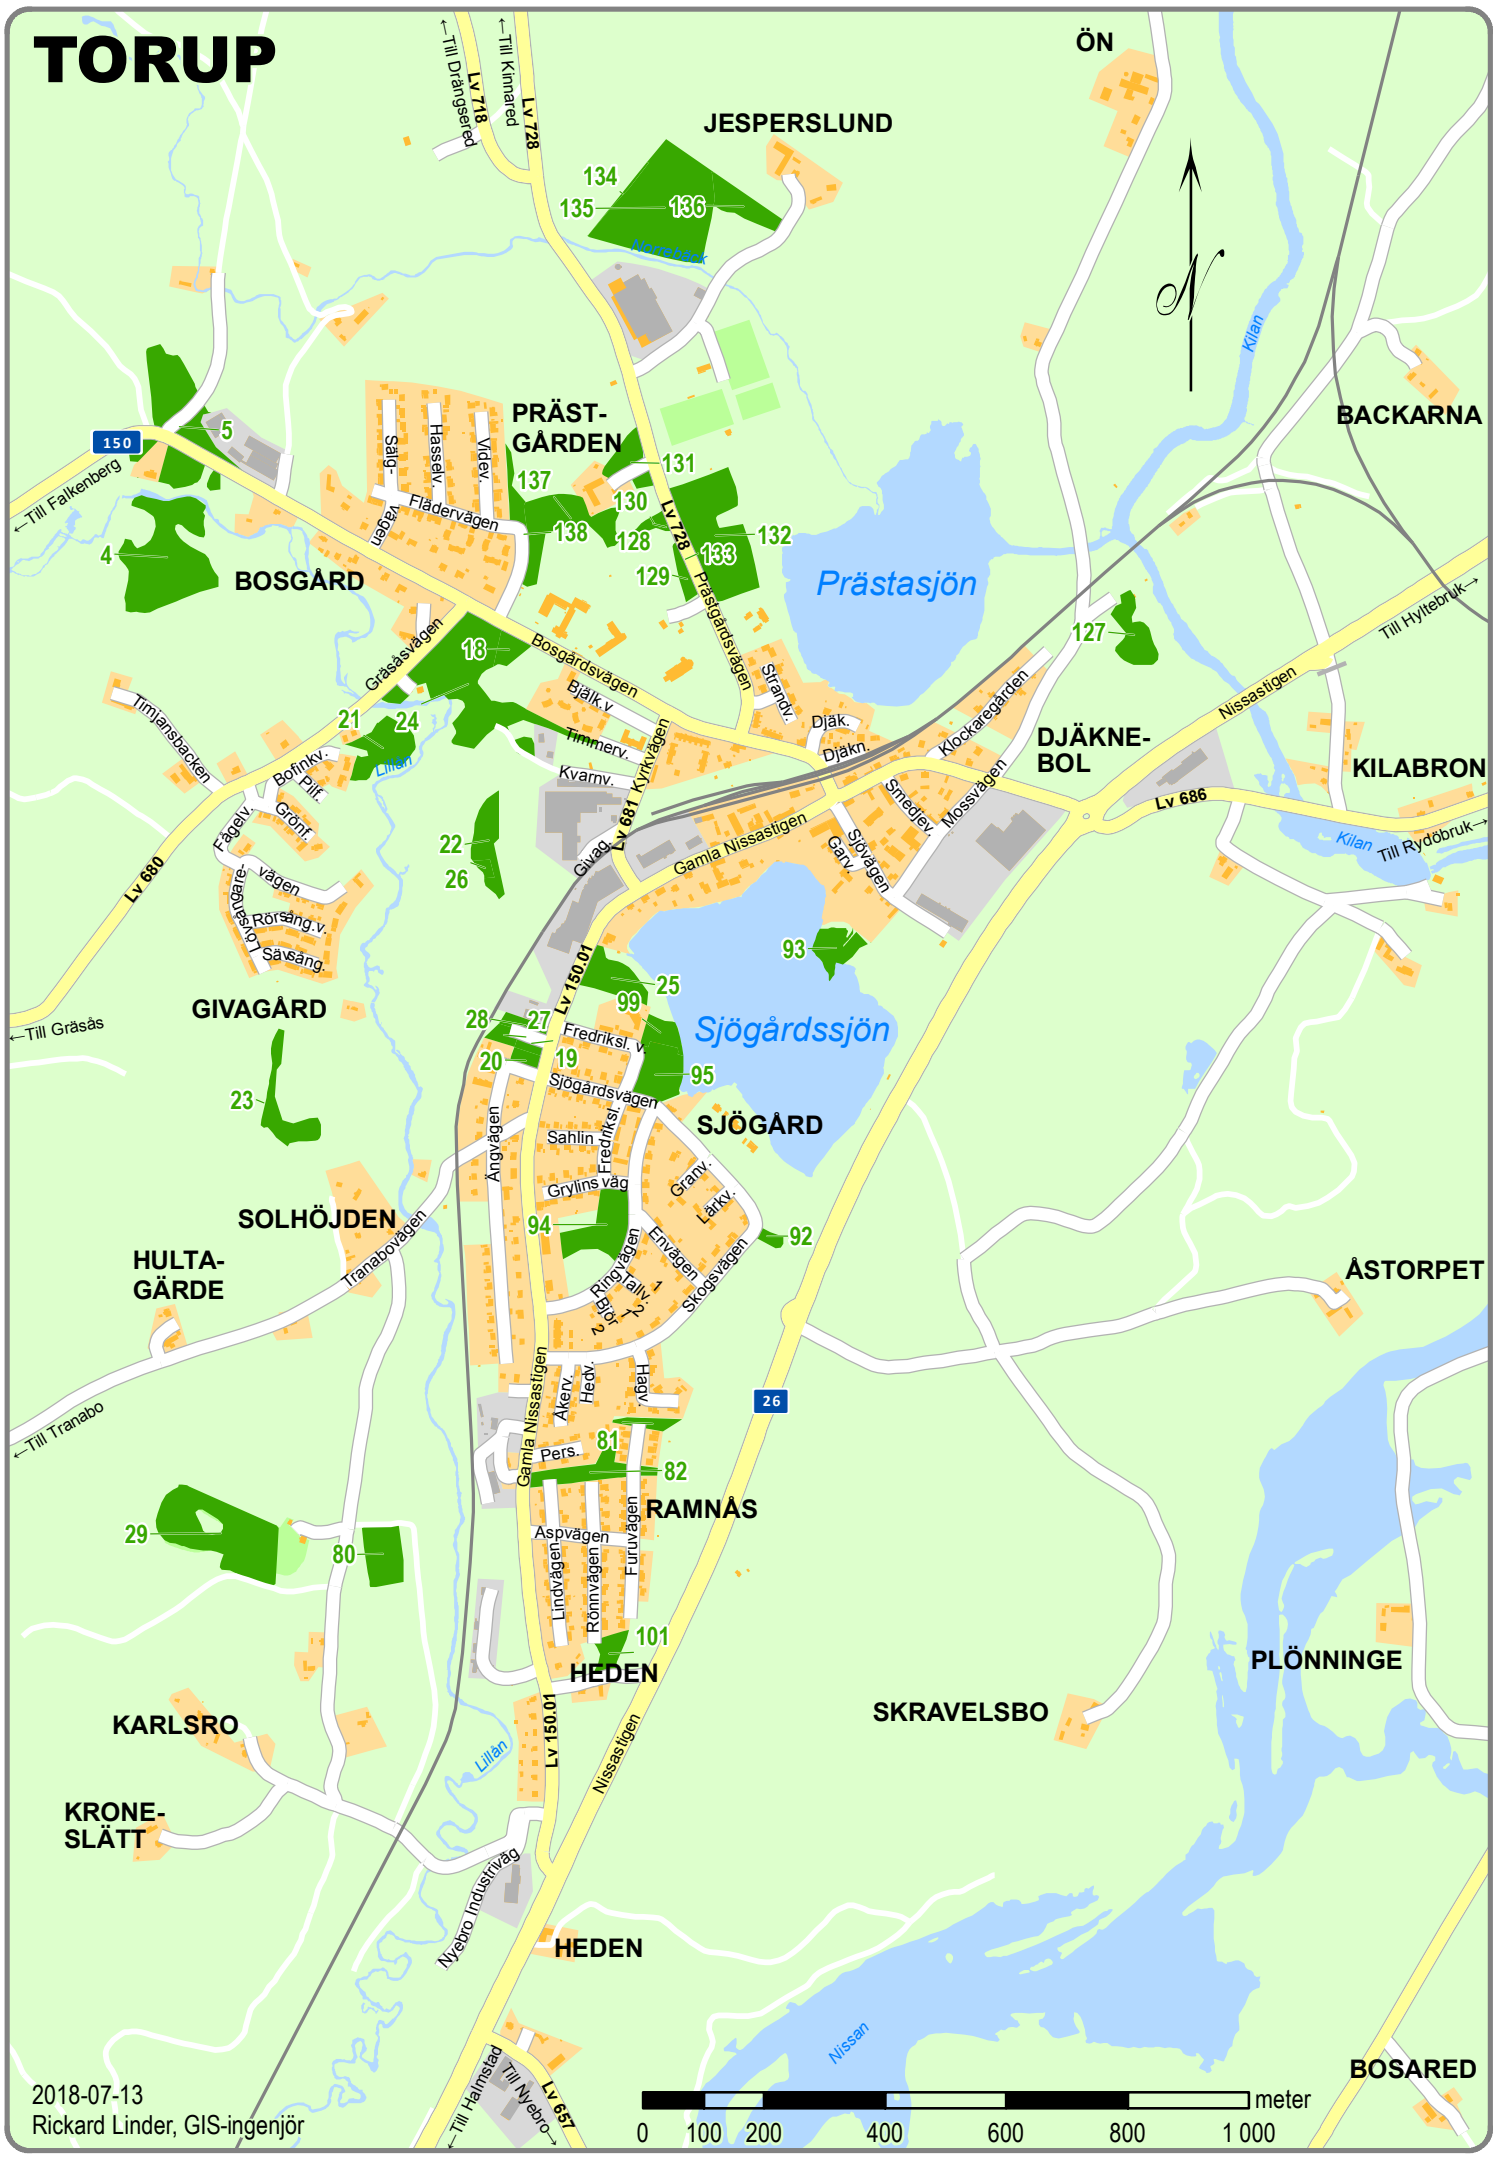 TORUP
←Till Drängsered
Lv 718
←Till Kinnared
Lv 728
ÖN
JESPERSLUND
134
135
136
Norrebäck
N
Kilan
BACKARNA
150
5
←Till Falkenberg
4
BOSGÅRD
Sälg-
vägen
Hasselv.
Videv.
Flädervägen
PRÄST-
GÅRDEN
137
138
131
130
128
129
132
133
Lv 728
Prästgårdsvägen
Prästasjön
127
Till Hyltebruk→
Nissastigen
18
Gräsåsvägen
Bosgårdsvägen
Bjälk.v
Timmerv.
Kvarnv.
Kyrkvägen
Lv 681
Givag.
Strandv.
Djäk.
Djäkn.
Klockaregården
DJÄKNE-
BOL
KILABRON
Lv 686
Kilan
Till Rydöbruk→
Timjansbacken
21
24
Lillån
Bofinkv.
Pilf.
Grönf.
Fågelv.
Lövsångare-
vägen
Rörsång.v.
Sävsång.
Lv 680
22
26
Gamla Nissastigen
Smedjev.
Mossvägen
Sjövägen
Garv.
93
GIVAGÅRD
←Till Gräsås
23
Lv 150.01
25
99
28
27
20
19
Fredriksl. v.
Sjögårdssjön
95
Sjögårdsvägen
SJÖGÅRD
Ängvägen
Sahlin
Fredriksl.
Grylins väg
Granv.
Lärkv.
94
92
SOLHÖJDEN
Tranabovägen
HULTA-
GÄRDE
Ringvägen
Envägen
Tallv.
1
2
Björ
1
2
Skogsvägen
ÅSTORPET
←Till Tranabo
Gamla Nissastigen
Åkerv.
Hedv.
Hagv.
26
81
Pers.
82
RAMNÅS
29
80
Aspvägen
Lindvägen
Rönnvägen
Furuvägen
101
HEDEN
PLÖNNINGE
SKRAVELSBO
KARLSRO
Lillån
Lv 150.01
Nissastigen
KRONE-
SLÄTT
Nyebro Industriväg
HEDEN
Nissan
BOSARED
←Till Halmstad
Till Nyebro→
Lv 657
2018-07-13
Rickard Linder, GIS-ingenjör
meter
0 100 200 400 600 800 1 000